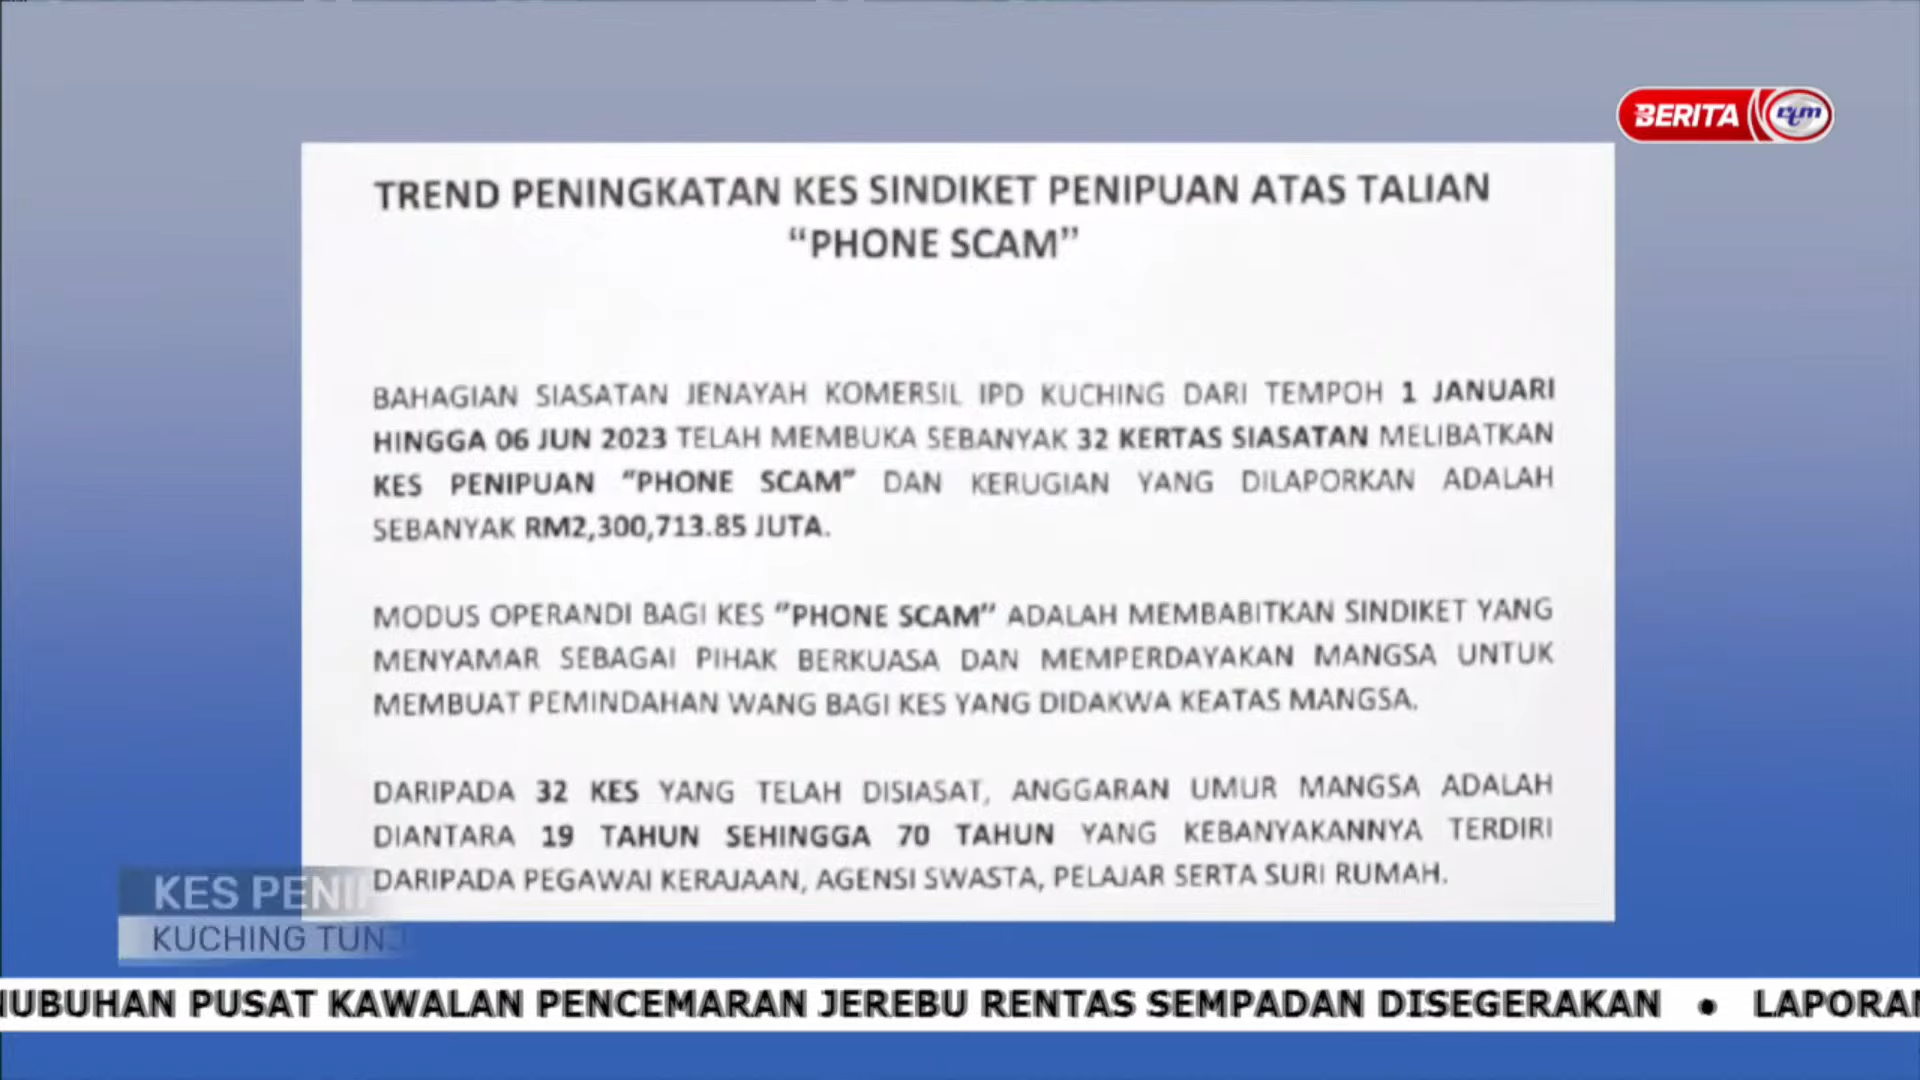 BERITA rtm
TREND PENINGKATAN KES SINDIKET PENIPUAN ATAS TALIAN
“PHONE SCAM”
BAHAGIAN SIASATAN JENAYAH KOMERSIL IPD KUCHING DARI TEMPOH 1 JANUARI
HINGGA 06 JUN 2023 TELAH MEMBUKA SEBANYAK 32 KERTAS SIASATAN MELIBATKAN
KES PENIPUAN “PHONE SCAM” DAN KERUGIAN YANG DILAPORKAN ADALAH
SEBANYAK RM2,300,713.85 JUTA.
MODUS OPERANDI BAGI KES “PHONE SCAM” ADALAH MEMBABITKAN SINDIKET YANG
MENYAMAR SEBAGAI PIHAK BERKUASA DAN MEMPERDAYAKAN MANGSA UNTUK
MEMBUAT PEMINDAHAN WANG BAGI KES YANG DIDAKWA KEATAS MANGSA.
DARIPADA 32 KES YANG TELAH DISIASAT, ANGGARAN UMUR MANGSA ADALAH
DIANTARA 19 TAHUN SEHINGGA 70 TAHUN YANG KEBANYAKANNYA TERDIRI
DARIPADA PEGAWAI KERAJAAN, AGENSI SWASTA, PELAJAR SERTA SURI RUMAH.
KES
KUCHING
NUBUHAN PUSAT KAWALAN PENCEMARAN JEREBU RENTAS SEMPADAN DISEGERAKAN • LAPORAN